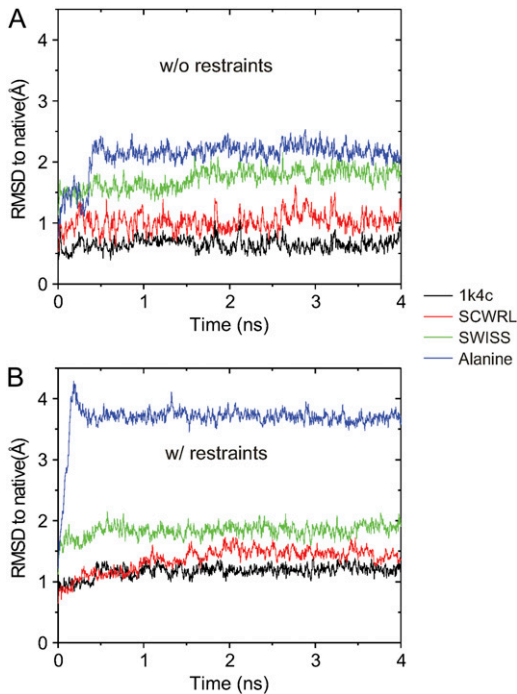 A
4
w/o restraints
3
2
1
0
RMSD to native(Å)
0 1 2 3 4
Time (ns)
1k4c
SCWRL
SWISS
Alanine
B
4
3
w/ restraints
2
1
0
RMSD to native(Å)
0 1 2 3 4
Time (ns)